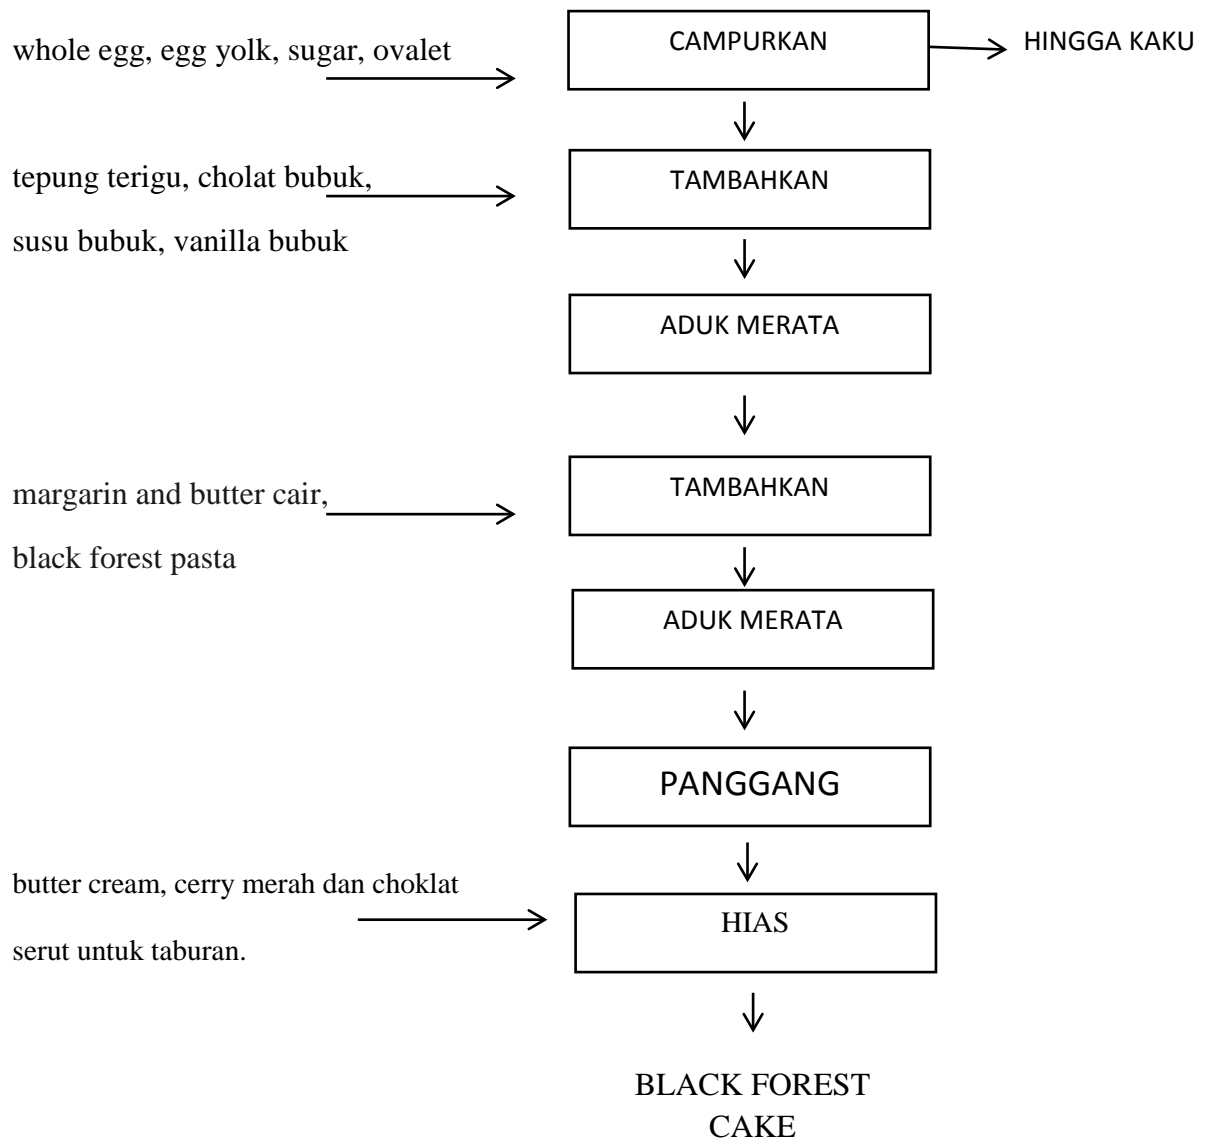 whole egg, egg yolk, sugar, ovalet
CAMPURKAN
HINGGA KAKU
tepung terigu, cholat bubuk,
susu bubuk, vanilla bubuk
TAMBAHKAN
ADUK MERATA
margarin and butter cair,
black forest pasta
TAMBAHKAN
ADUK MERATA
PANGGANG
butter cream, cerry merah dan choklat
serut untuk taburan.
HIAS
BLACK FOREST
CAKE